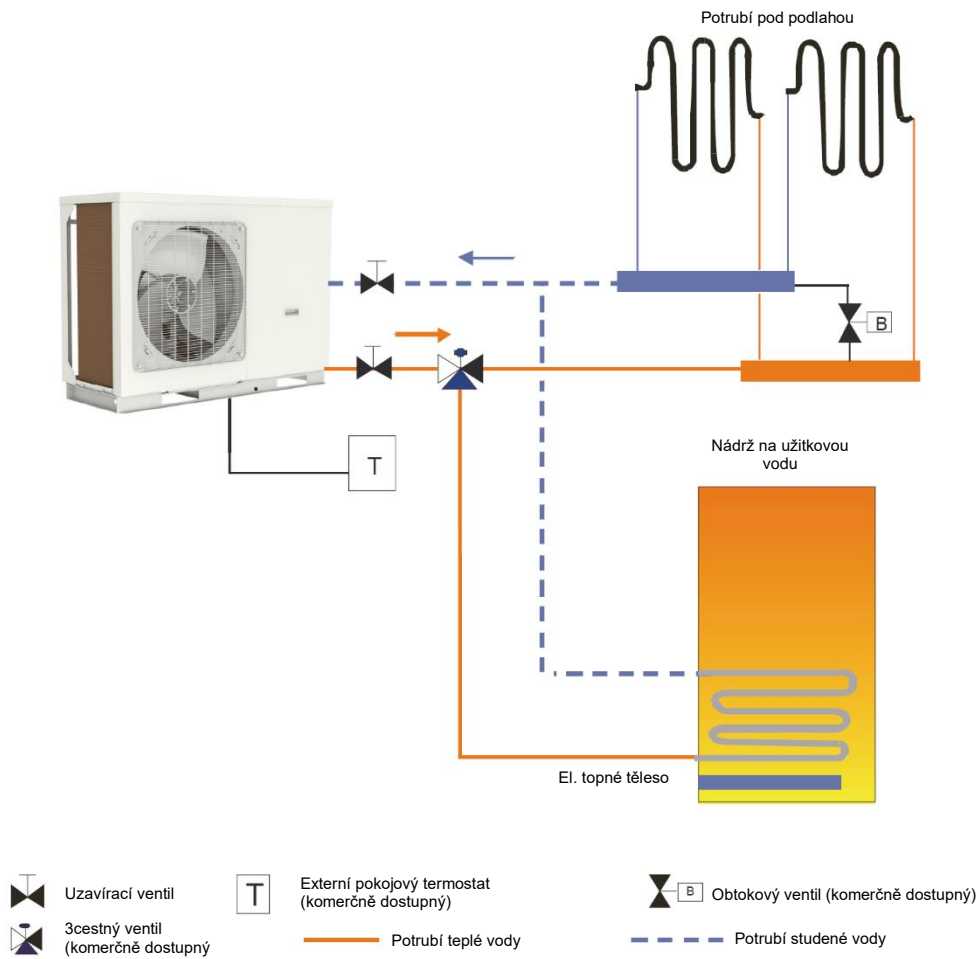 Potrubí pod podlahou
B
T
Nádrž na užitkovou
vodu
El. topné těleso
Uzavírací ventil
T
Externí pokojový termostat
(komerčně dostupný)
B
Obtokový ventil (komerčně dostupný)
3cestný ventil
(komerčně dostupný
Potrubí teplé vody
Potrubí studené vody